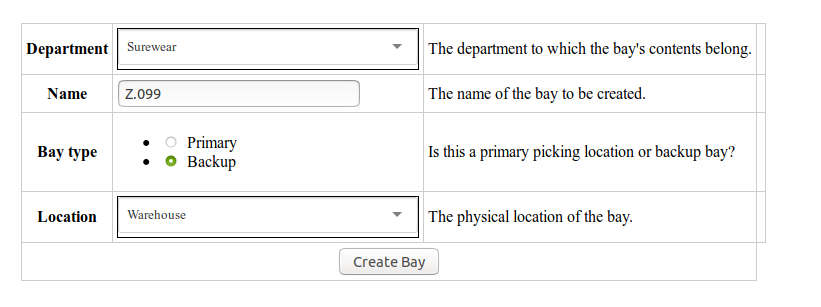 Department Surewear The department to which the bay's contents belong.
Name Z.099 The name of the bay to be created.
Primary
Bay type Is this a primary picking location or backup bay?
Backup
Location Warehouse The physical location of the bay.
Create Bay